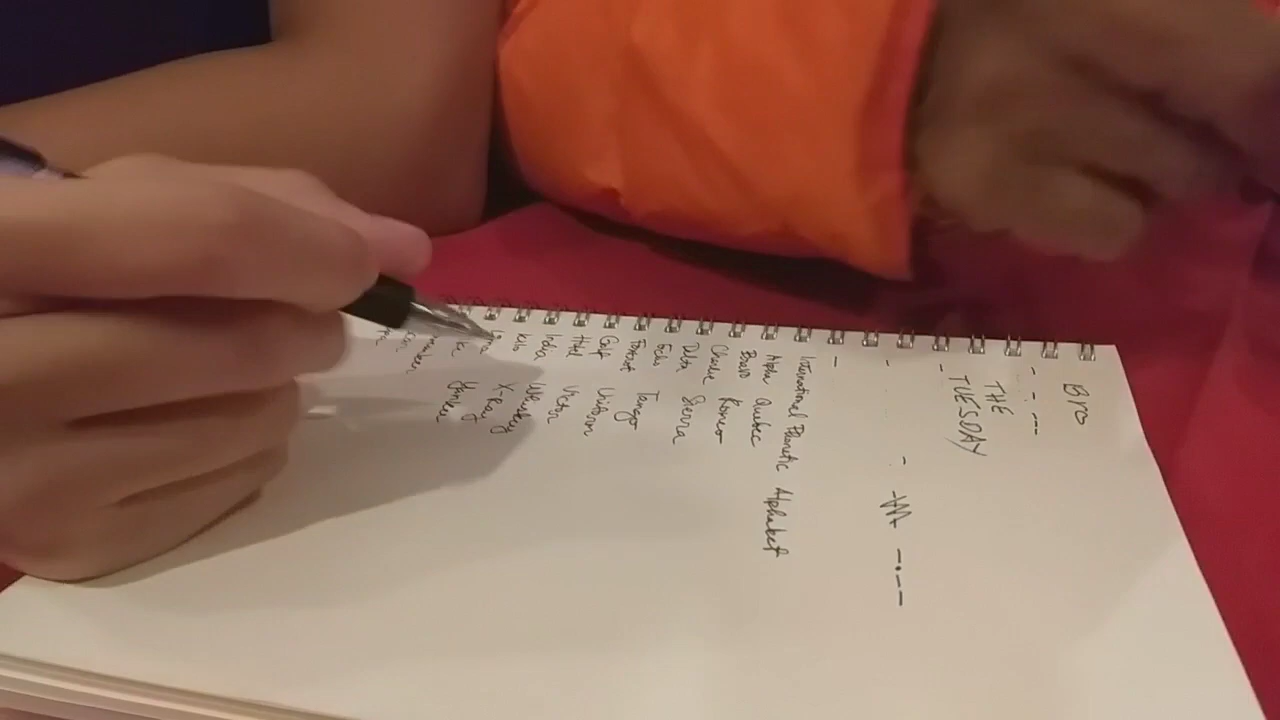 Bro
- - —
THE
TUESDAY
- —·——
International Phonetic Alphabet
Alpha Quebec
Bravo Romeo
Charlie
Delta Sierra
Echo
Foxtrot Tango
Golf Uniform
Hotel Victor
India Whiskey
Kilo X-Ray
Yankee